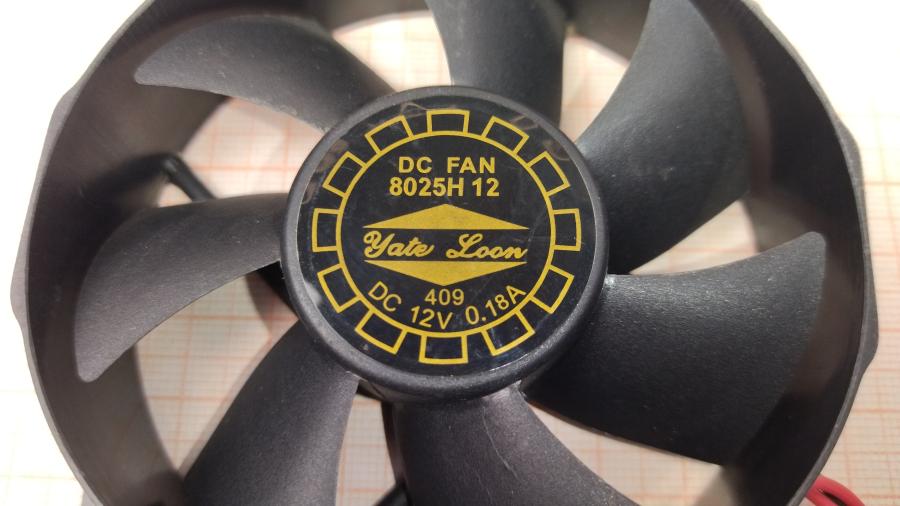 DC FAN
8025H 12
Yate Loon
409
DC 12V 0.18A